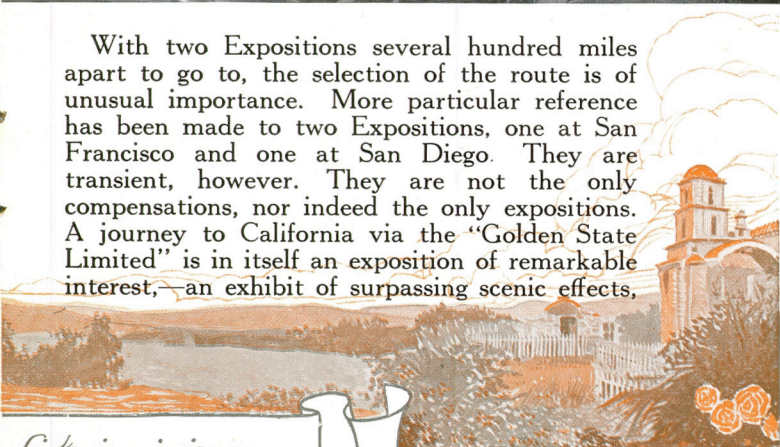 With two Expositions several hundred miles
apart to go to, the selection of the route is of
unusual importance. More particular reference
has been made to two Expositions, one at San
Francisco and one at San Diego. They are
transient, however. They are not the only
compensations, nor indeed the only expositions.
A journey to California via the “Golden State
Limited” is in itself an exposition of remarkable
interest,—an exhibit of surpassing scenic effects,